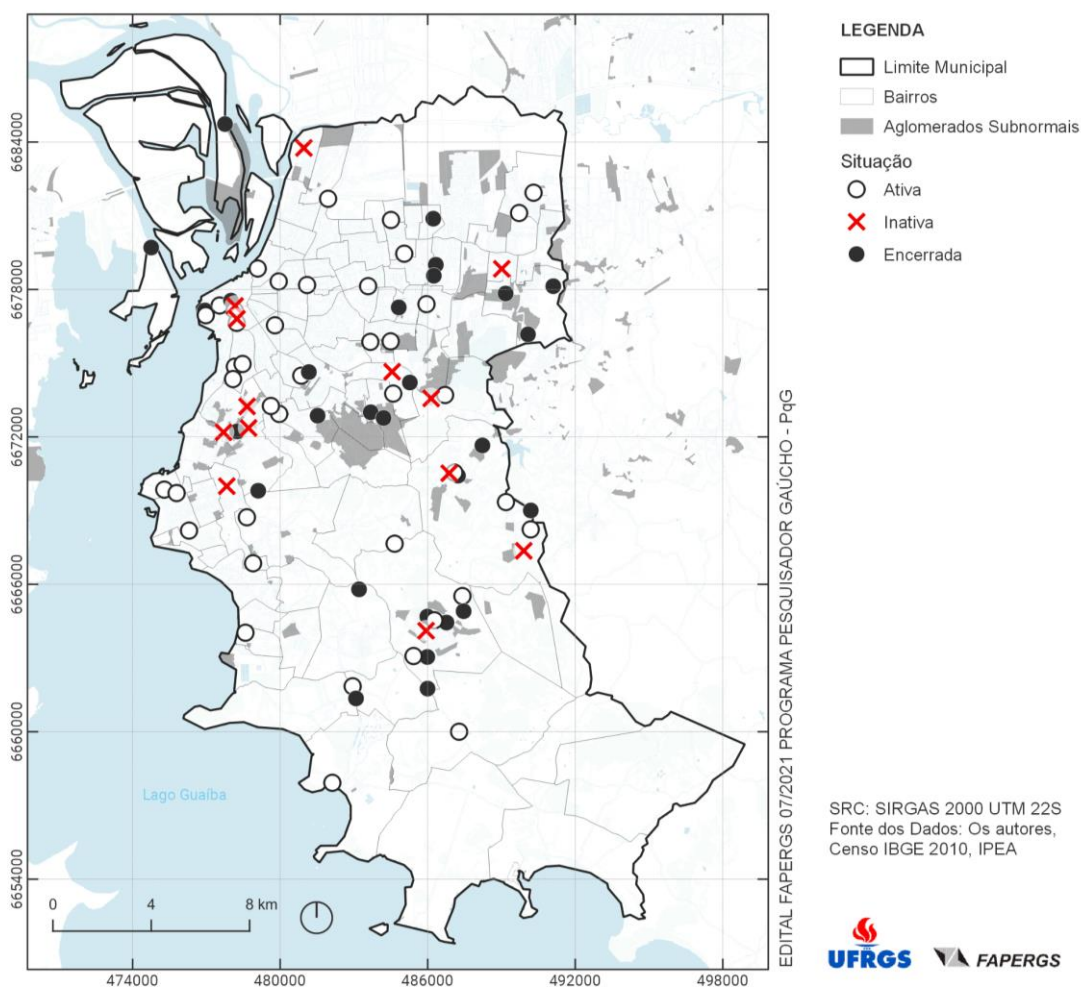 LEGENDA
Limite Municipal
Bairros
Aglomerados Subnormais
Situação
Ativa
Inativa
Encerrada
6684000
6678000
6672000
6666000
6660000
6654000
Lago Guaíba
0 4 8 km
474000 480000 486000 492000 498000
EDITAL FAPERGS 07/2021 PROGRAMA PESQUISADOR GAÚCHO - PqG
SRC: SIRGAS 2000 UTM 22S
Fonte dos Dados: Os autores,
Censo IBGE 2010, IPEA
UFRGS
FAPERGS